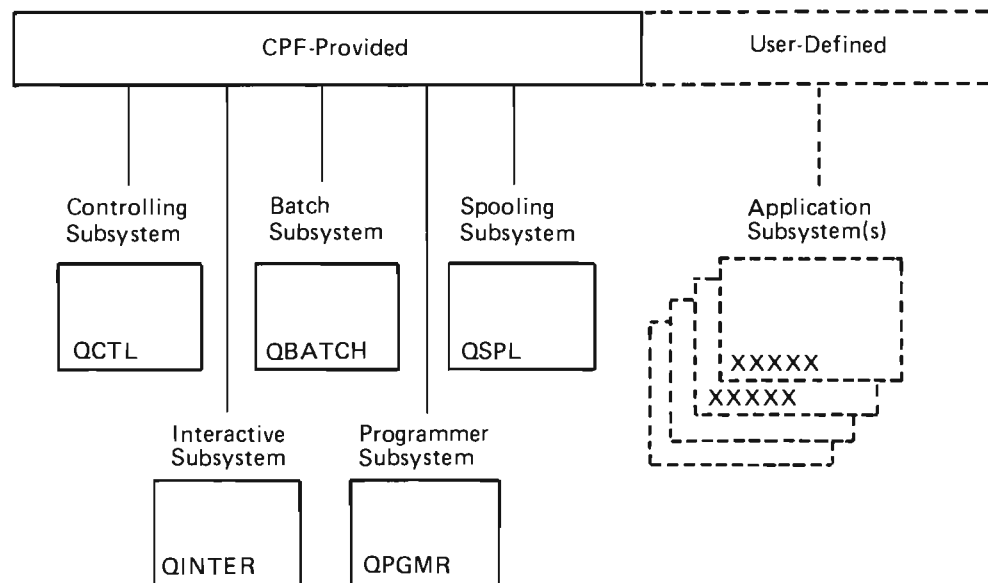 CPF-Provided
User-Defined
Controlling
Subsystem
QCTL
Batch
Subsystem
QBATCH
Spooling
Subsystem
QSPL
Application
Subsystem(s)
XXXXX
XXXXX
Interactive
Subsystem
QINTER
Programmer
Subsystem
QPGMR